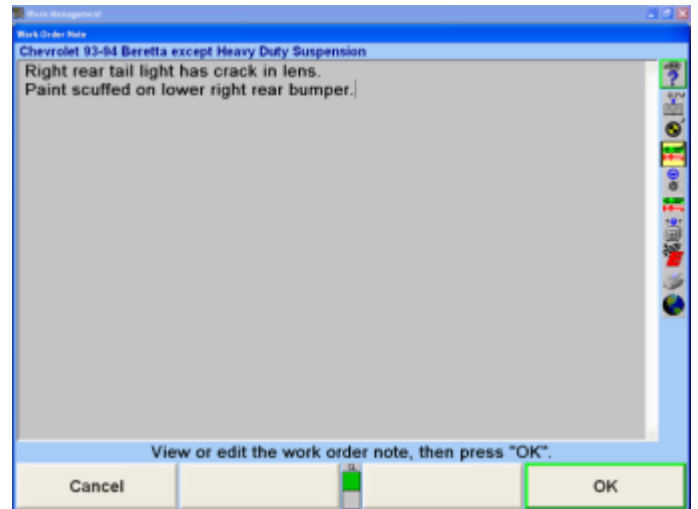 Work Management
Work Order Note
Chevrolet 93-94 Beretta except Heavy Duty Suspension
Right rear tail light has crack in lens.
Paint scuffed on lower right rear bumper.
View or edit the work order note, then press "OK".
Cancel
OK